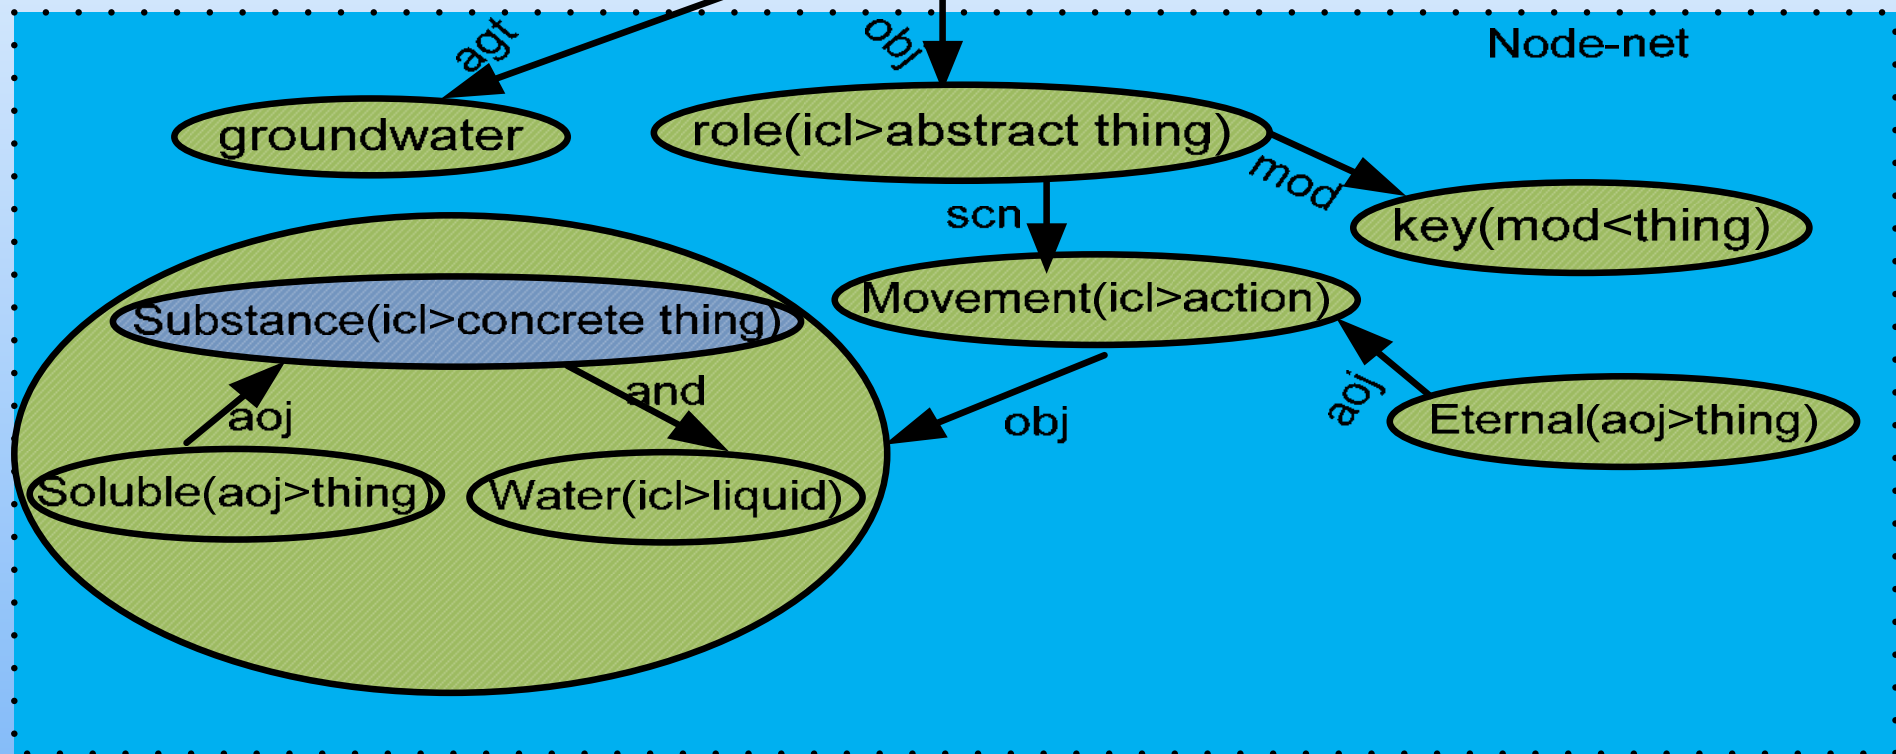 Node-net
agt
obj
groundwater
role(icl>abstract thing)
mod
scn
key(mod<thing)
Movement(icl>action)
Substance(icl>concrete thing)
and
aoj
obj
aoj
Eternal(aoj>thing)
Soluble(aoj>thing)
Water(icl>liquid)